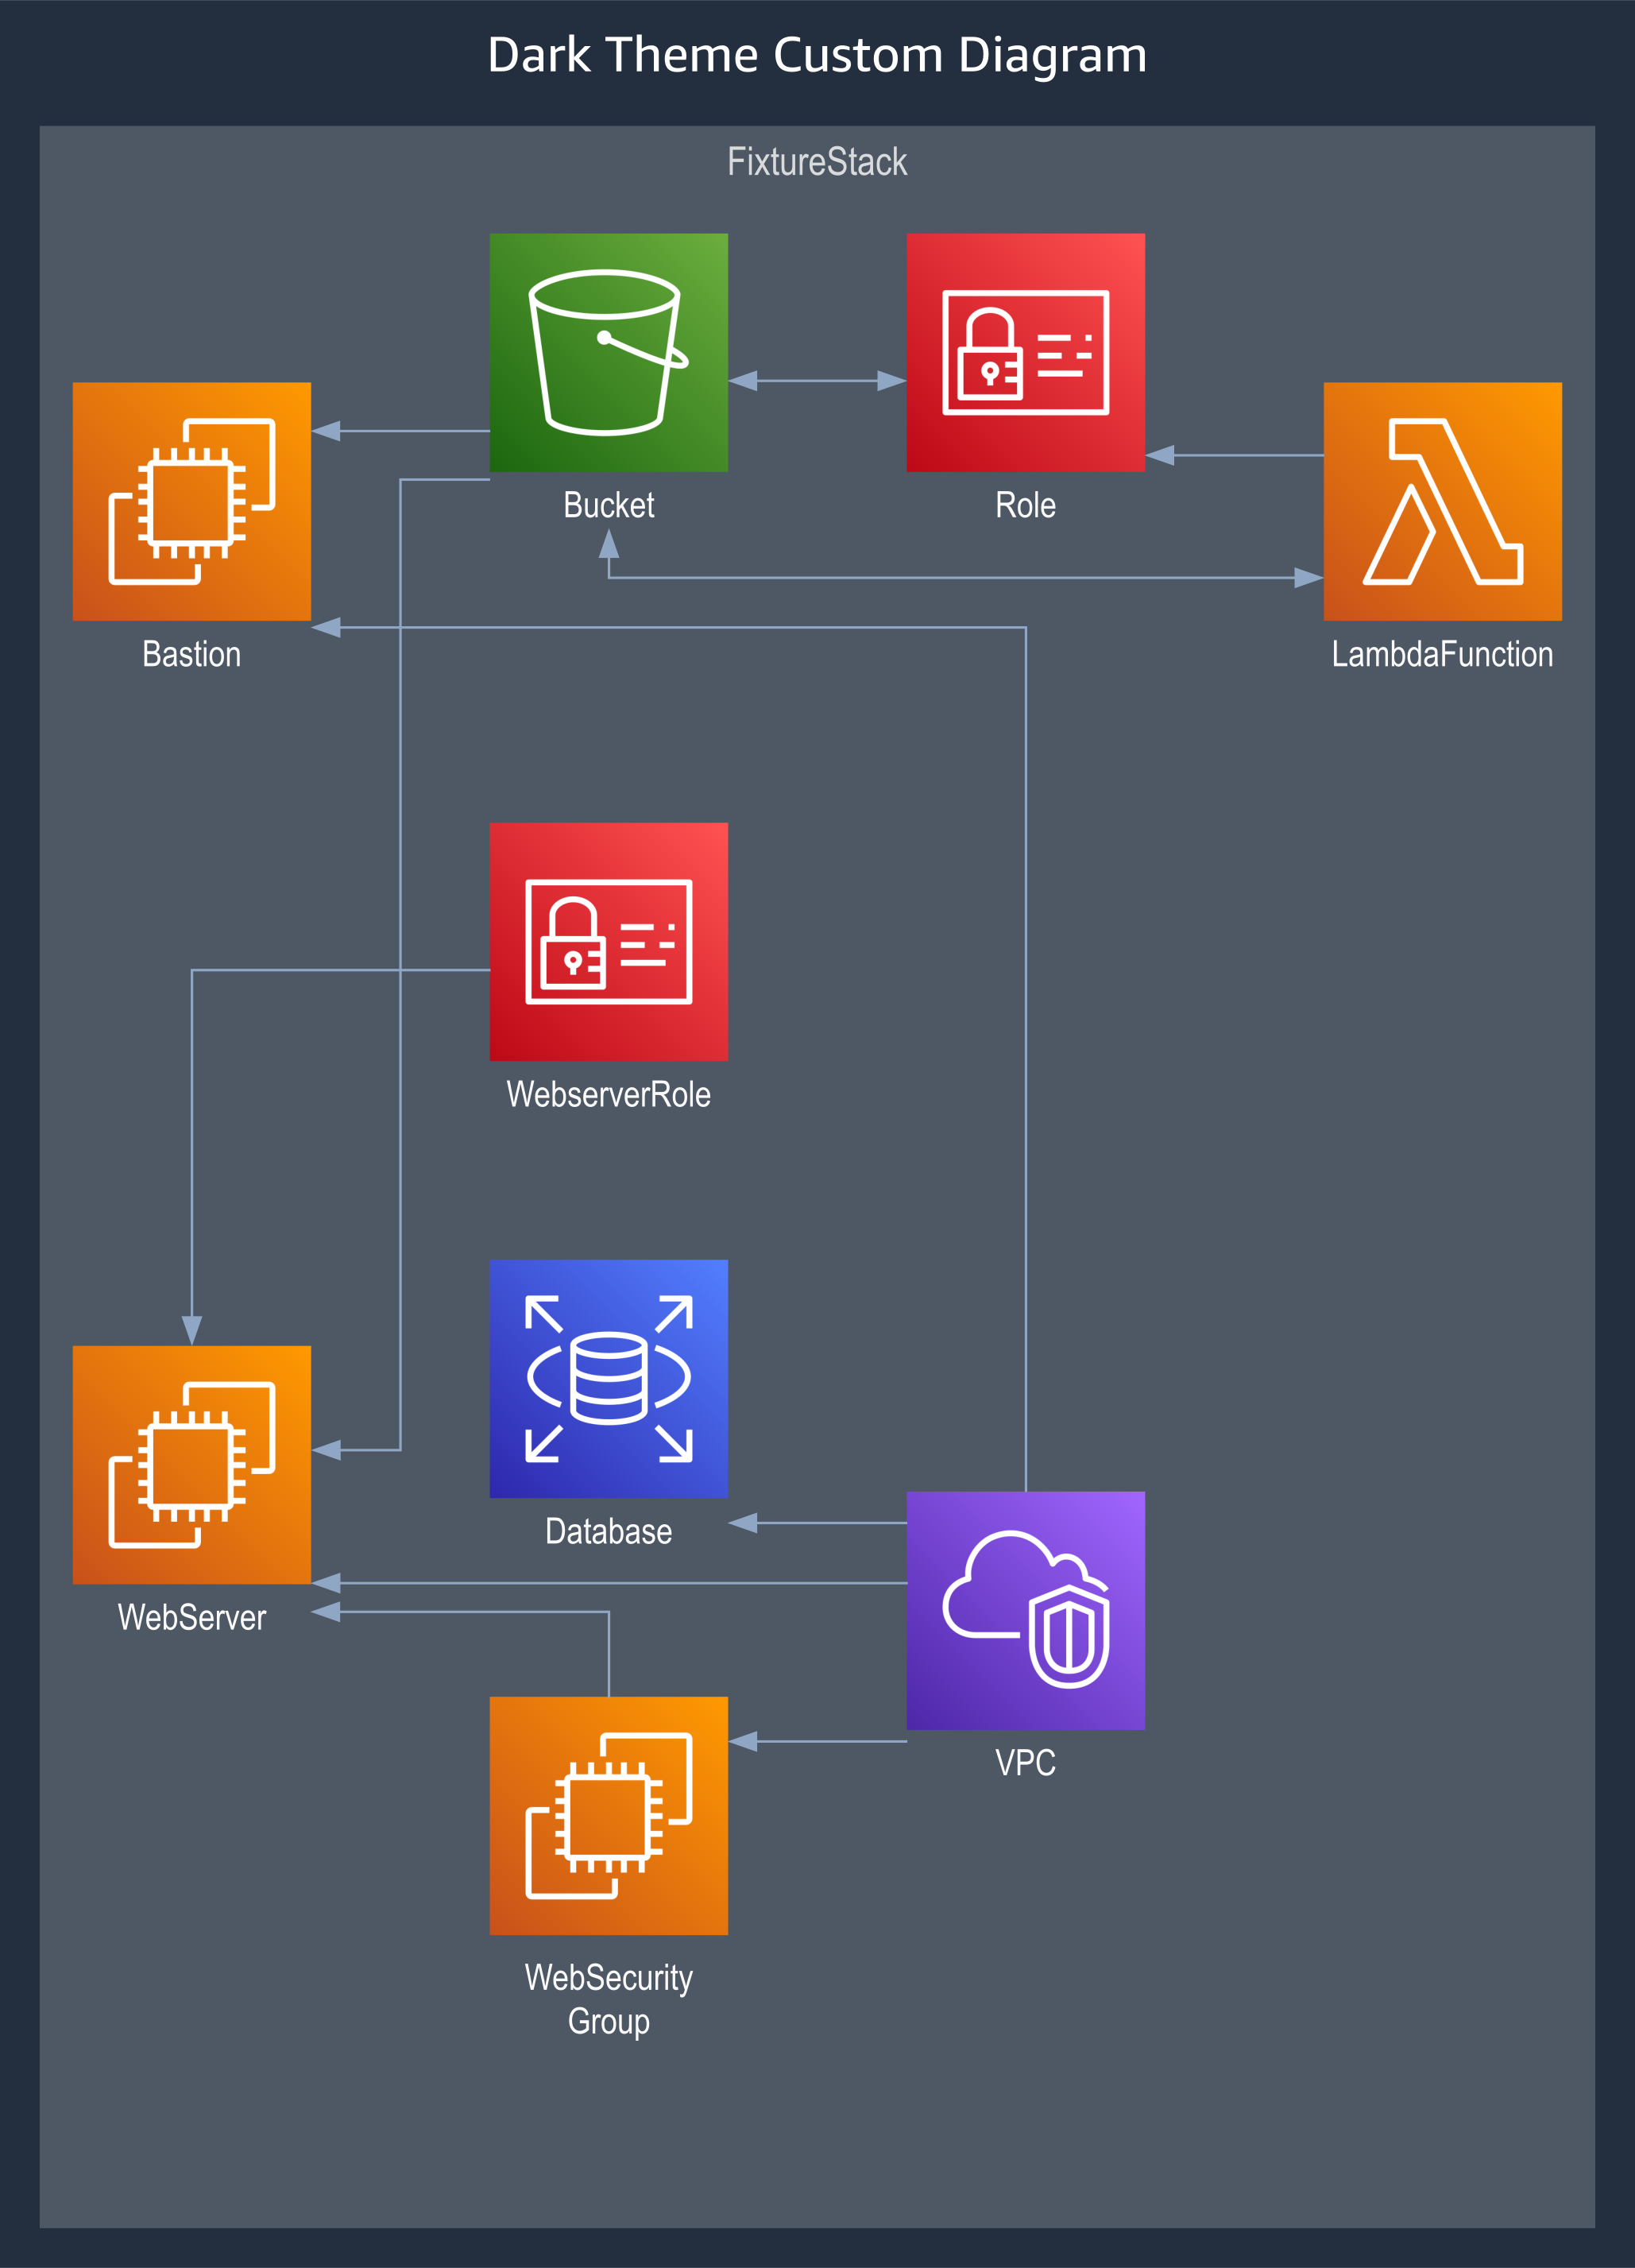 Dark Theme Custom Diagram
FixtureStack
Bucket
Role
Bastion
LambdaFunction
WebserverRole
Database
WebServer
VPC
WebSecurity
Group